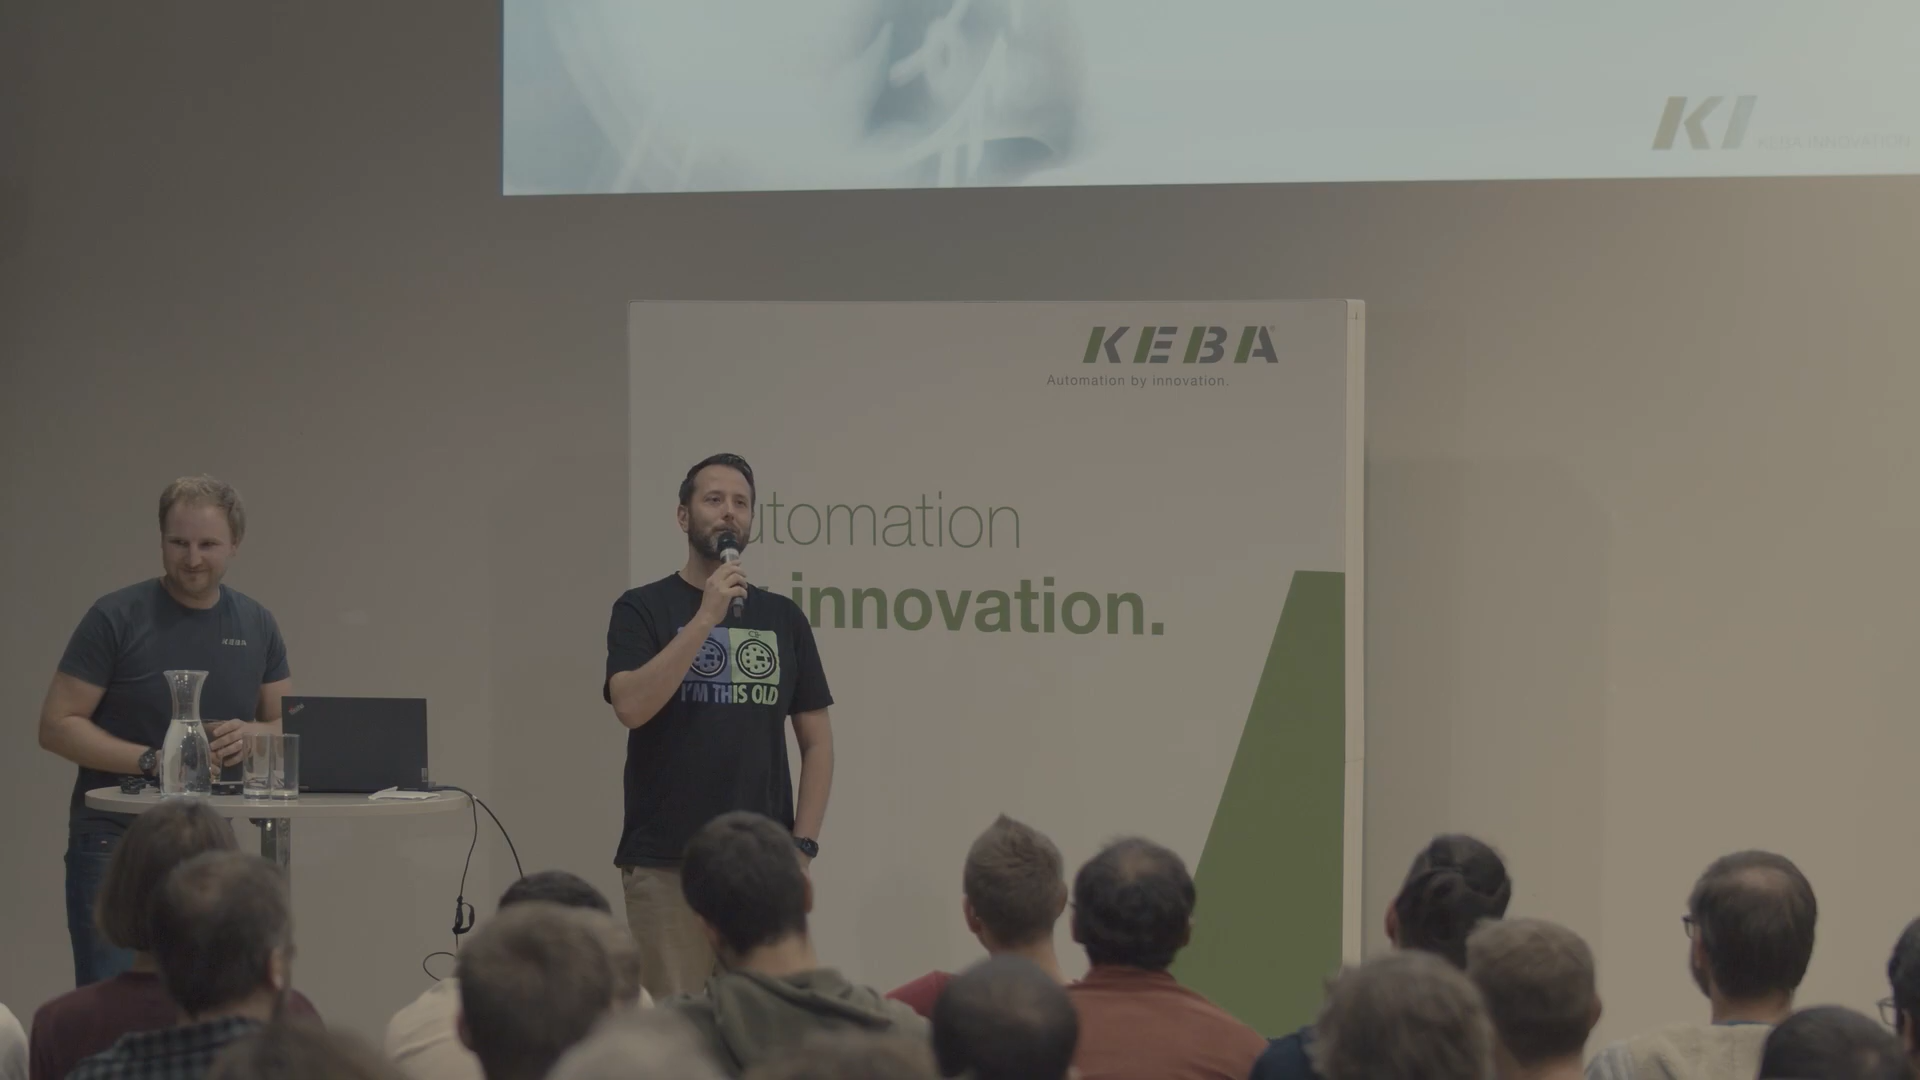 KI KEBA INNOVATION
KEBA
Automation by innovation.
utomation
innovation.
KEBA
I'M THIS OLD